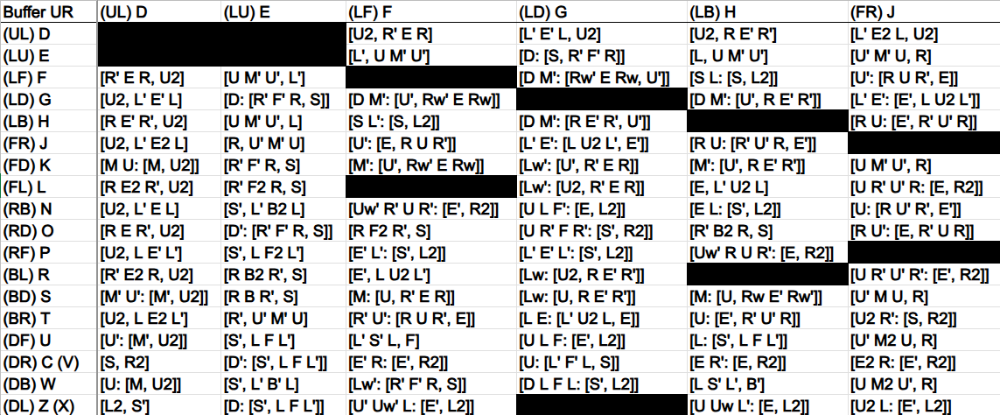 Buffer UR (UL) D (LU) E (LF) F (LD) G (LB) H (FR) J
(UL) D [U2, R' E R] [L' E' L, U2] [U2, R E' R'] [L' E2 L, U2]
(LU) E [L', U M' U'] [D: [S, R' F' R]] [L, U M U'] [U' M' U, R]
(LF) F [R' E R, U2] [U M' U', L'] [D M': [Rw' E Rw, U']] [S L: [S, L2]] [U': [R U R', E]]
(LD) G [U2, L' E' L] [D: [R' F' R, S]] [D M': [U', Rw' E Rw]] [D M': [U', R E' R']] [L' E': [E', L U2 L']]
(LB) H [R E' R', U2] [U M' U', L] [S L': [S, L2]] [D M': [R E' R', U']] [R U: [E', R' U' R]]
(FR) J [U2, L' E2 L] [R, U' M' U] [U': [E, R U R']] [L' E': [L U2 L', E']] [R U: [R' U' R, E']]
(FD) K [M U: [M, U2]] [R' F' R, S] [M': [U', Rw' E Rw]] [Lw': [U', R' E R]] [M': [U', R E' R']] [U M' U', R]
(FL) L [R E2 R', U2] [R' F2 R, S] [Lw': [U2, R' E R]] [E, L' U2 L] [U R' U' R: [E, R2]]
(RB) N [U2, L' E L] [S', L' B2 L] [Uw' R' U R': [E', R2]] [U L F': [E, L2]] [E L: [S', L2]] [U: [R U' R', E']]
(RD) O [R E R', U2] [D': [R' F' R, S]] [R F2 R', S] [U R' F R': [S', R2]] [R' B2 R, S] [R U': [E, R' U R]]
(RF) P [U2, L E' L'] [S', L F2 L'] [E' L': [S', L2]] [L' E' L': [S', L2]] [Uw' R U R': [E, R2]]
(BL) R [R' E2 R, U2] [R B2 R', S] [E', L U2 L'] [Lw: [U2, R E' R']] [U R' U' R': [E', R2]]
(BD) S [M' U': [M', U2]] [R B R', S] [M: [U, R' E R]] [Lw: [U, R E' R']] [M: [U, Rw E' Rw']] [U' M U, R]
(BR) T [U2, L E2 L'] [R', U' M' U] [R' U': [R U R', E]] [L E: [L' U2 L, E]] [U: [E', R' U' R]] [U2 R': [S, R2]]
(DF) U [U': [M', U2]] [S', L F L'] [L' S' L, F] [U L F: [E', L2]] [L: [S', L F L']] [U' M2 U, R]
(DR) C (V) [S, R2] [D': [S', L F L']] [E' R: [E', R2]] [U: [L' F' L, S]] [E R': [E, R2]] [E2 R: [E', R2]]
(DB) W [U: [M, U2]] [S', L' B' L] [Lw': [R' F' R, S]] [D L F L: [S', L2]] [L S' L', B'] [U M2 U', R]
(DL) Z (X) [L2, S'] [D: [S', L F L']] [U' Uw' L: [E', L2]] [U Uw L': [E, L2]] [U2 L: [E', L2]]